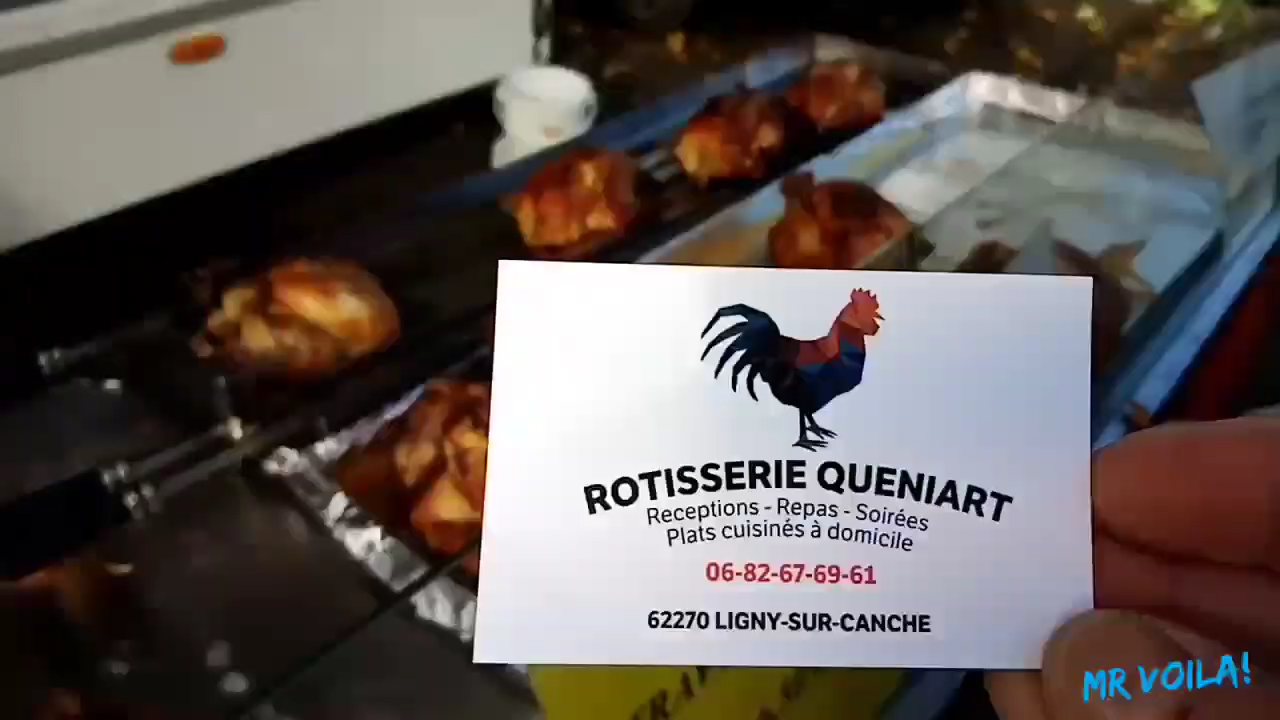 ROTISSERIE QUENIART
Receptions - Repas - Soirées
Plats cuisinés à domicile
06-82-67-69-61
62270 LIGNY-SUR-CANCHE
MR VOILA!